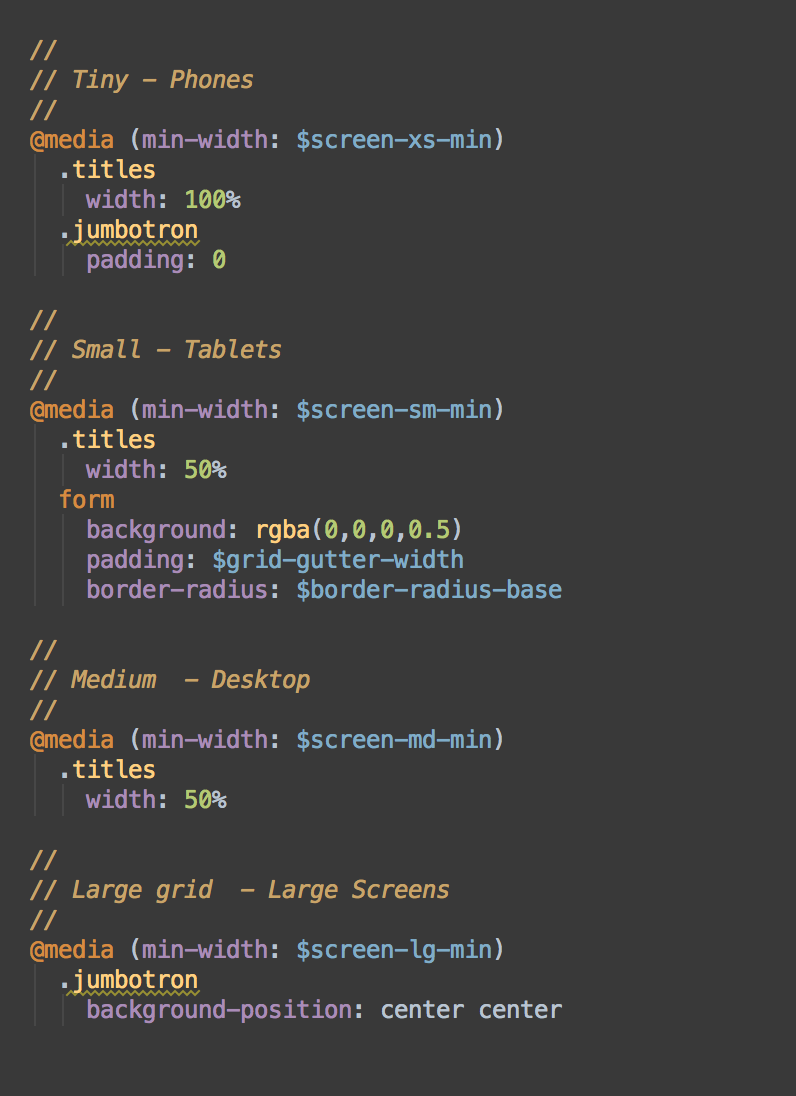 //
// Tiny – Phones
//
@media (min-width: $screen-xs-min)
  .titles
    width: 100%
  .jumbotron
    padding: 0

//
// Small – Tablets
//
@media (min-width: $screen-sm-min)
  .titles
    width: 50%
  form
    background: rgba(0,0,0,0.5)
    padding: $grid-gutter-width
    border-radius: $border-radius-base

//
// Medium  – Desktop
//
@media (min-width: $screen-md-min)
  .titles
    width: 50%

//
// Large grid  – Large Screens
//
@media (min-width: $screen-lg-min)
  .jumbotron
    background-position: center center